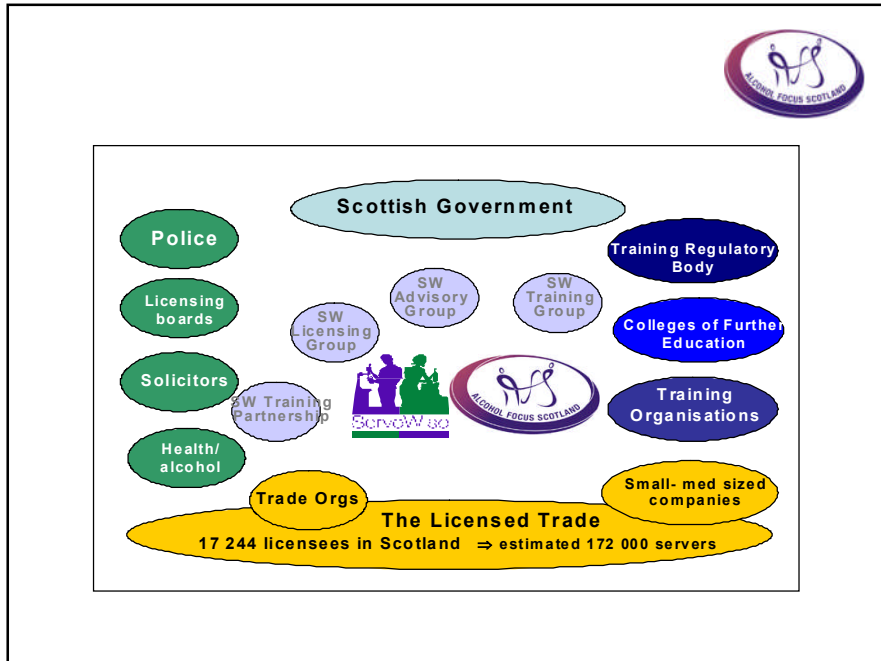 ALCOHOL FOCUS SCOTLAND
Scottish Government
Police
Training Regulatory
Body
SW
Advisory
Group
SW
Training
Group
Licensing
boards
SW
Licensing
Group
Colleges of Further
Education
Solicitors
SW Training
Partnership
ServeWise
ALCOHOL FOCUS SCOTLAND
Training
Organisations
Health/
alcohol
Trade Orgs
Small- med sized
companies
The Licensed Trade
17 244 licensees in Scotland ⇒ estimated 172 000 servers